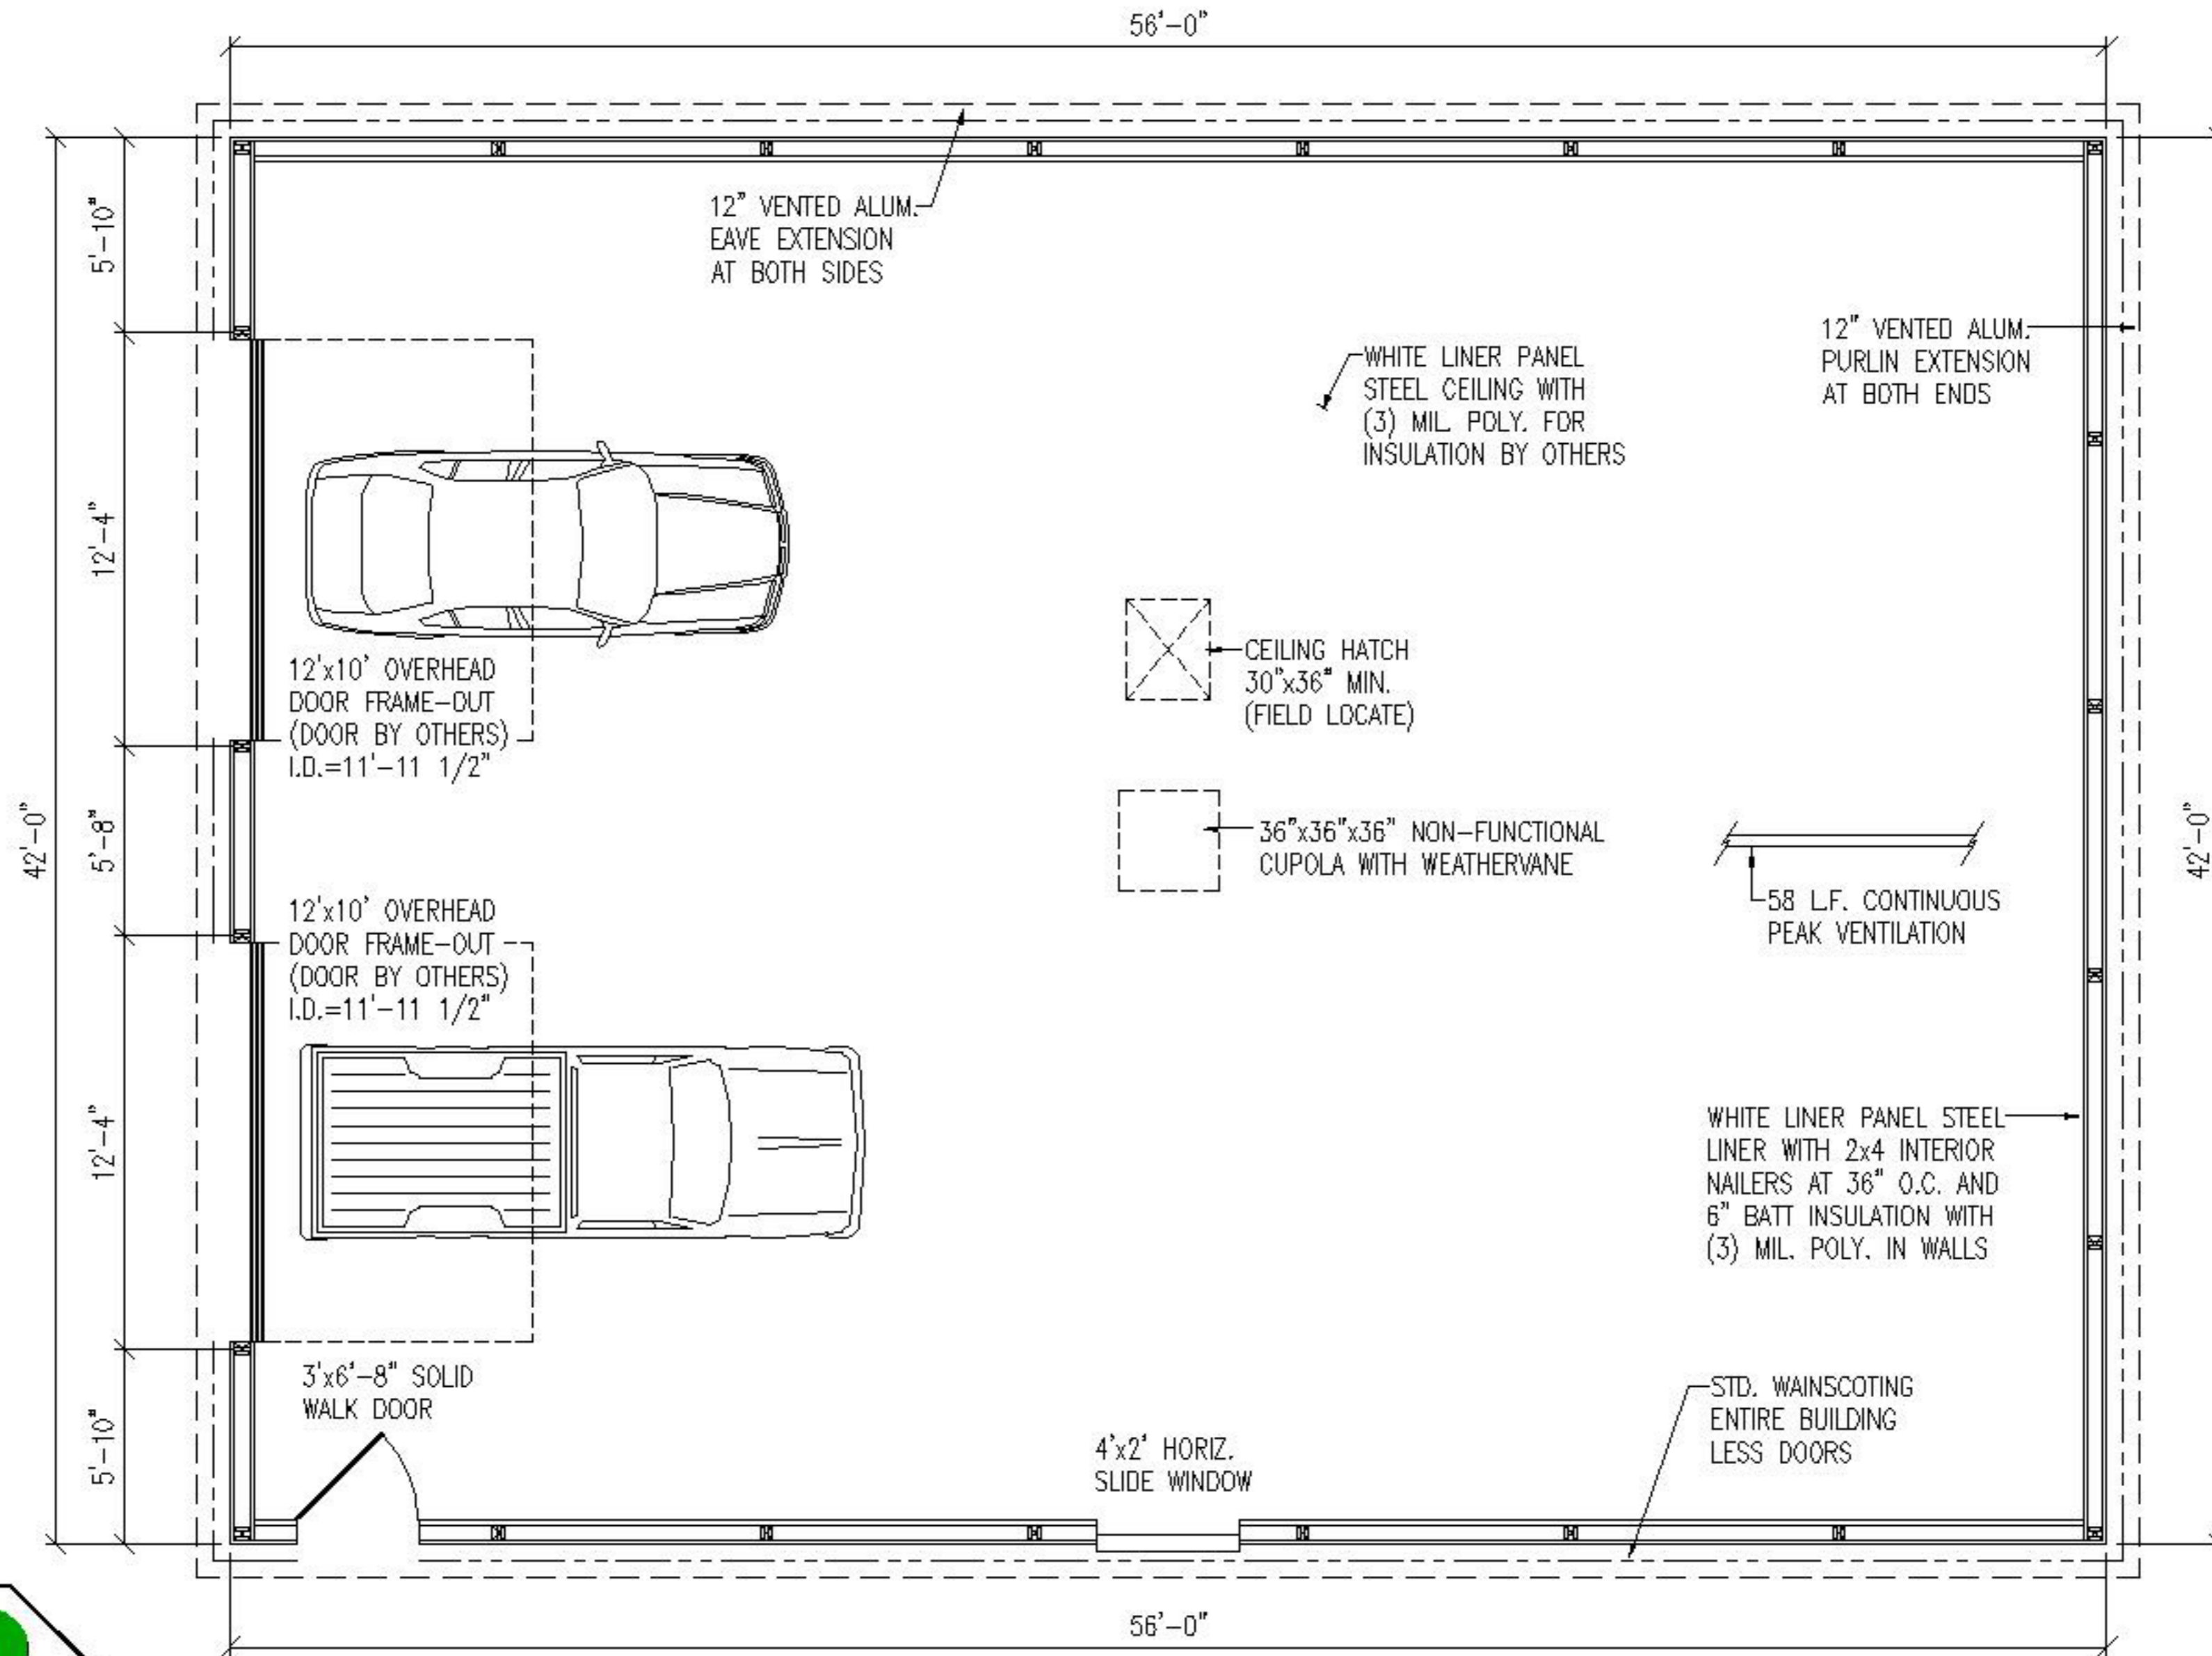 56'-0"
12" VENTED ALUM.
EAVE EXTENSION
AT BOTH SIDES
5'-10"
12" VENTED ALUM.
PURLIN EXTENSION
AT BOTH ENDS
WHITE LINER PANEL
STEEL CEILING WITH
(3) MIL. POLY. FOR
INSULATION BY OTHERS
12'-4"
12'x10' OVERHEAD
DOOR FRAME-OUT
(DOOR BY OTHERS)
I.D.=11'-11 1/2"
CEILING HATCH
30"x36" MIN.
(FIELD LOCATE)
42'-0"
5'-8"
36"x36"x36" NON-FUNCTIONAL
CUPOLA WITH WEATHERVANE
42'-0"
58 L.F. CONTINUOUS
PEAK VENTILATION
12'x10' OVERHEAD
DOOR FRAME-OUT
(DOOR BY OTHERS)
I.D.=11'-11 1/2"
12'-4"
WHITE LINER PANEL STEEL
LINER WITH 2x4 INTERIOR
NAILERS AT 36" O.C. AND
6" BATT INSULATION WITH
(3) MIL. POLY. IN WALLS
3'x6'-8" SOLID
WALK DOOR
5'-10"
4'x2' HORIZ.
SLIDE WINDOW
STD. WAINSCOTING
ENTIRE BUILDING
LESS DOORS
56'-0"